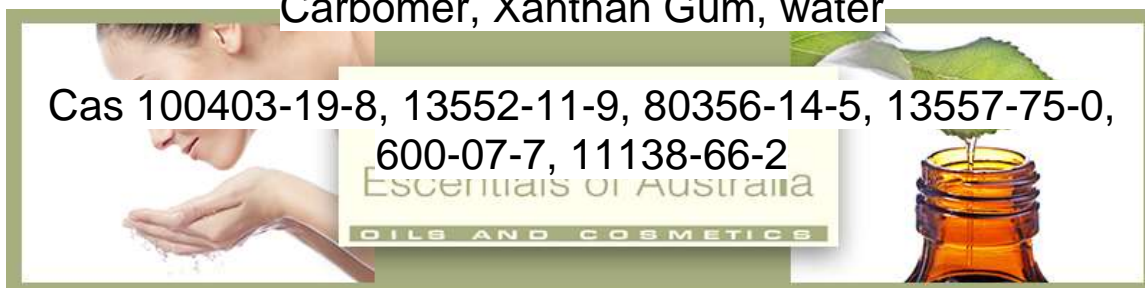 Carbomer, Xanthan Gum, water
Cas 100403-19-8, 13552-11-9, 80356-14-5, 13557-75-0,
600-07-7, 11138-66-2
Escentials of Australia
OILS AND COSMETICS